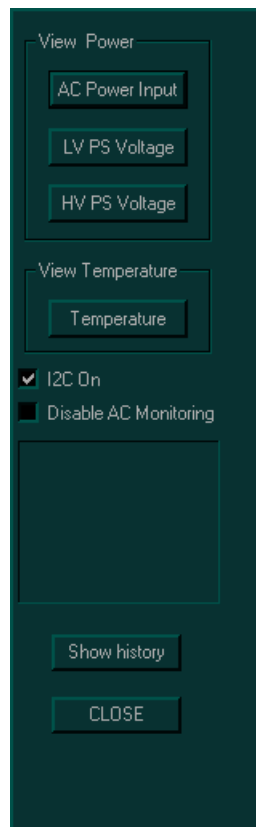 View Power
AC Power Input
LV PS Voltage
HV PS Voltage
View Temperature
Temperature
I2C On
Disable AC Monitoring
Show history
CLOSE